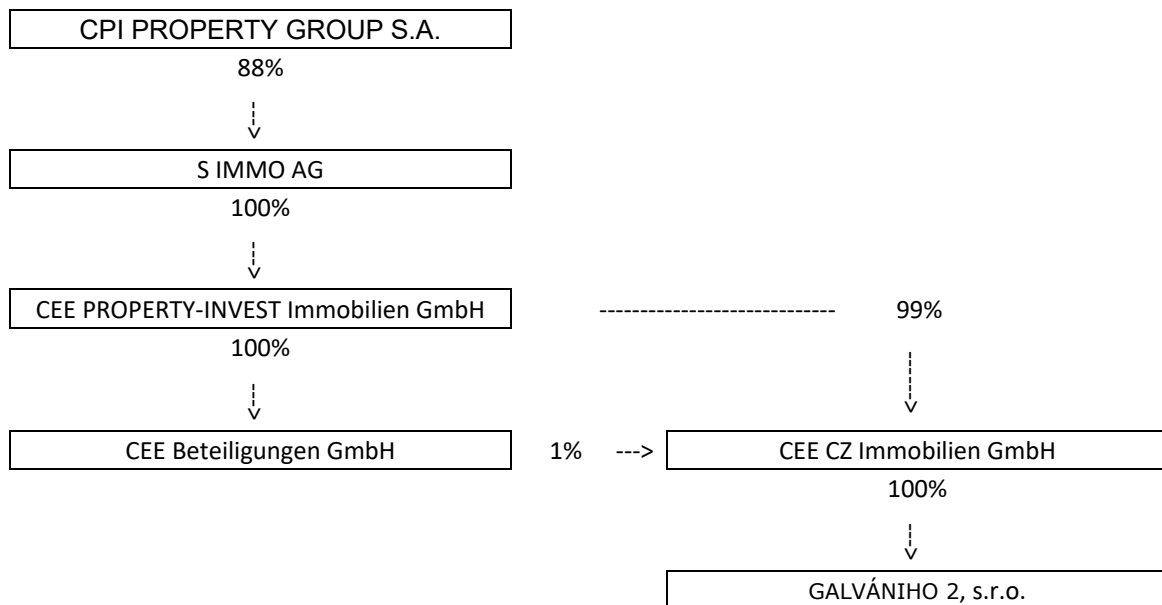 CPI PROPERTY GROUP S.A.
88%
S IMMO AG
100%
CEE PROPERTY-INVEST Immobilien GmbH
99%
100%
CEE Beteiligungen GmbH
1%
CEE CZ Immobilien GmbH
100%
GALVÁNIHO 2, s.r.o.